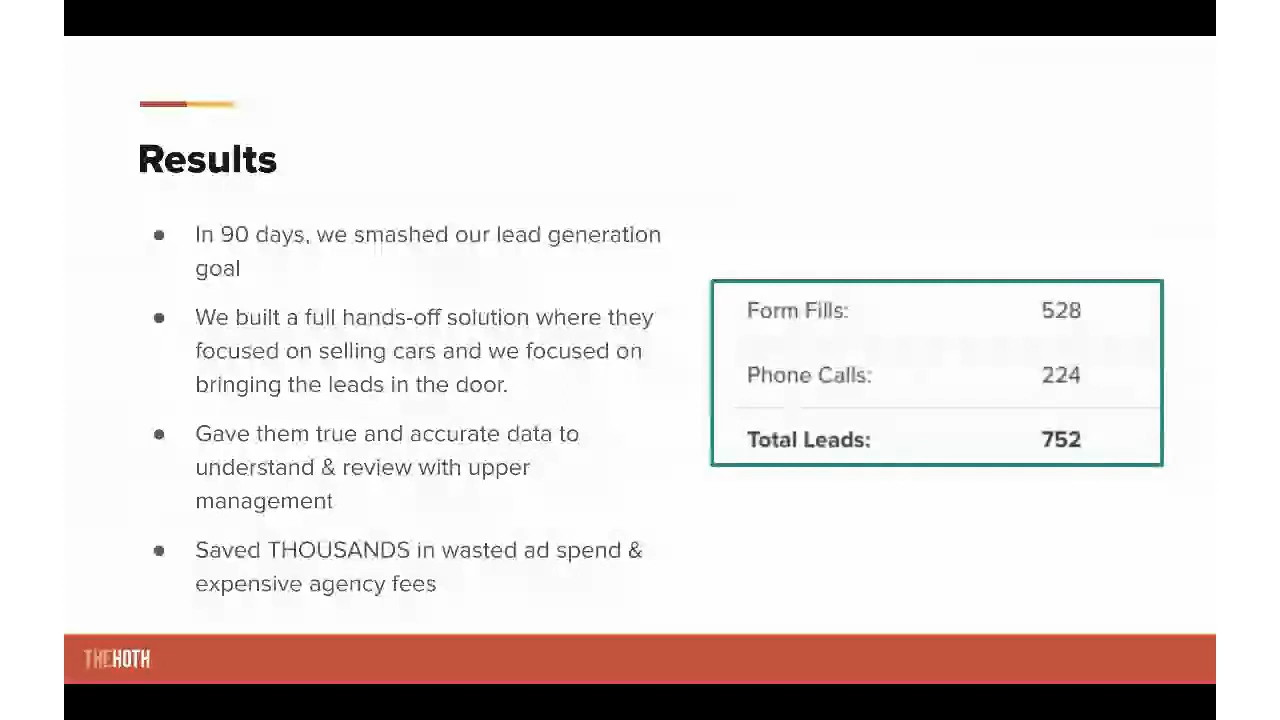 Results
● In 90 days, we smashed our lead generation
goal
● We built a full hands-off solution where they
focused on selling cars and we focused on
bringing the leads in the door.
● Gave them true and accurate data to
understand & review with upper
management
● Saved THOUSANDS in wasted ad spend &
expensive agency fees
Form Fills: 528
Phone Calls: 224
Total Leads: 752
THEHOTH